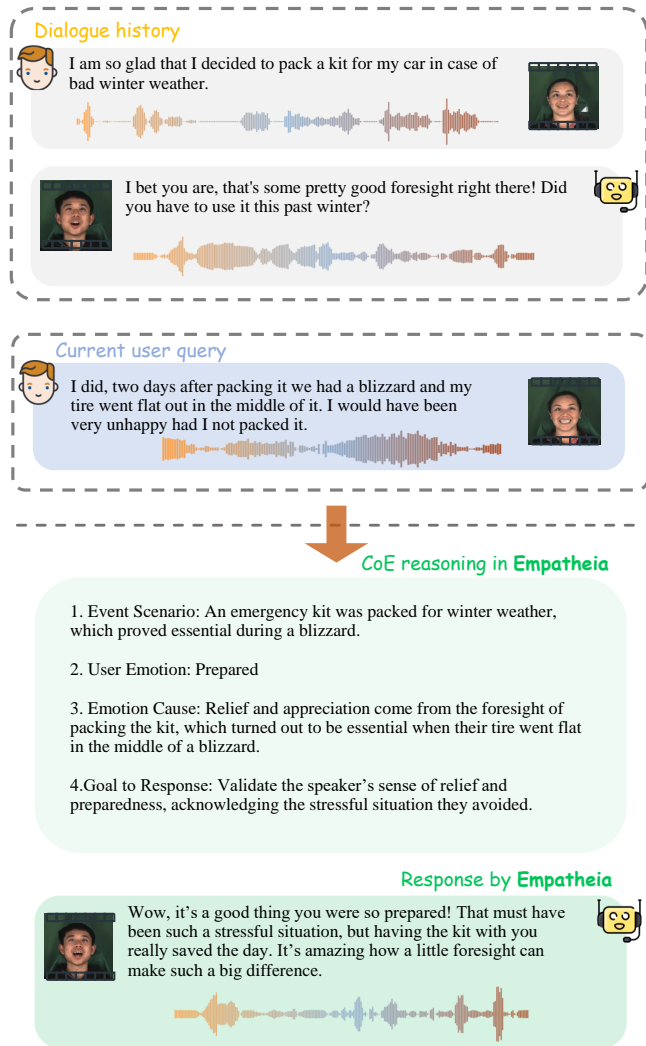 Dialogue history
I am so glad that I decided to pack a kit for my car in case of
bad winter weather.
I bet you are, that's some pretty good foresight right there! Did
you have to use it this past winter?
Current user query
I did, two days after packing it we had a blizzard and my
tire went flat out in the middle of it. I would have been
very unhappy had I not packed it.
CoE reasoning in Empatheia
1. Event Scenario: An emergency kit was packed for winter weather,
which proved essential during a blizzard.
2. User Emotion: Prepared
3. Emotion Cause: Relief and appreciation come from the foresight of
packing the kit, which turned out to be essential when their tire went flat
in the middle of a blizzard.
4.Goal to Response: Validate the speaker’s sense of relief and
preparedness, acknowledging the stressful situation they avoided.
Response by Empatheia
Wow, it’s a good thing you were so prepared! That must have
been such a stressful situation, but having the kit with you
really saved the day. It’s amazing how a little foresight can
make such a big difference.